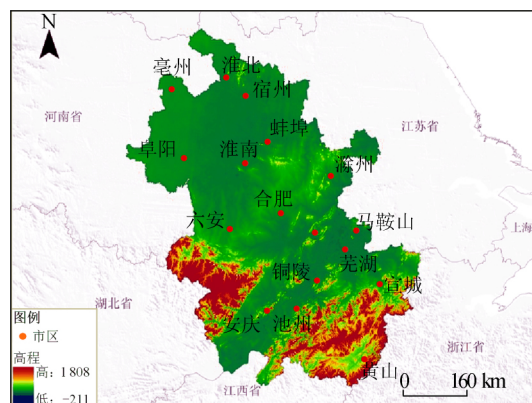 N
亳州
淮北
宿州
河南省
江苏省
蚌埠
阜阳
淮南
滁州
合肥
六安
马鞍山
上海
芜湖
铜陵
宣城
湖北省
图例
市区
安庆
池州
高程
浙江省
高：1 808
黄山
低：-211
江西省
0 160 km